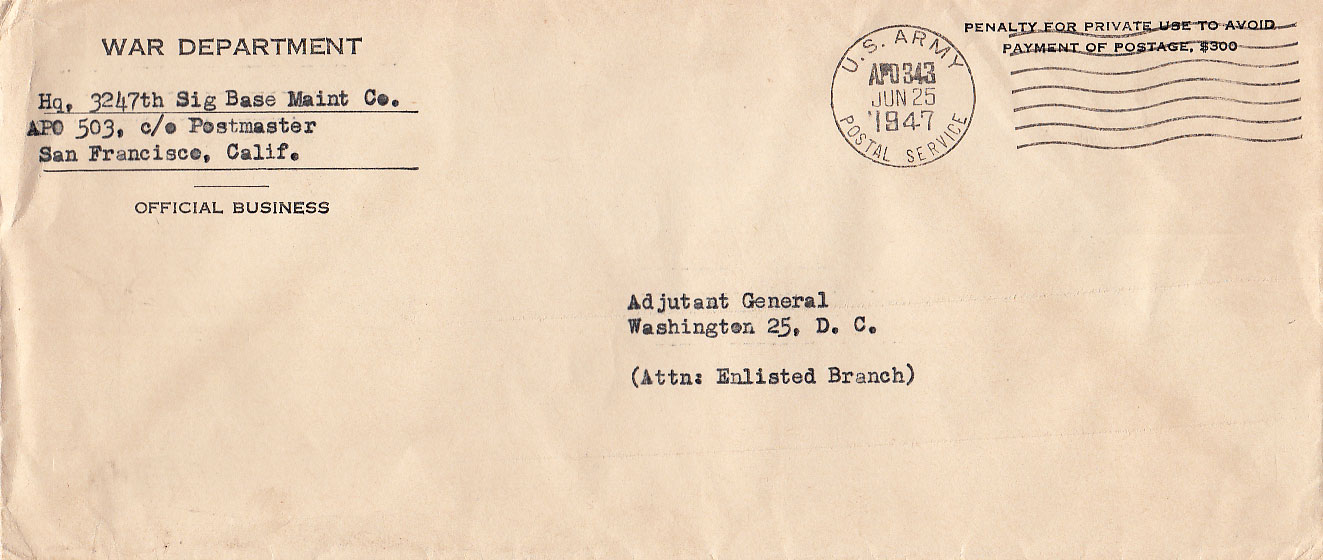 WAR DEPARTMENT
Hq, 3247th Sig Base Maint Co.
APO 503, c/o Postmaster
San Francisco, Calif.
OFFICIAL BUSINESS
U.S. ARMY
APO 343
JUN 25
'1947
POSTAL SERVICE
PENALTY FOR PRIVATE USE TO AVOID
PAYMENT OF POSTAGE, $300
Adjutant General
Washington 25, D. C.
(Attn: Enlisted Branch)